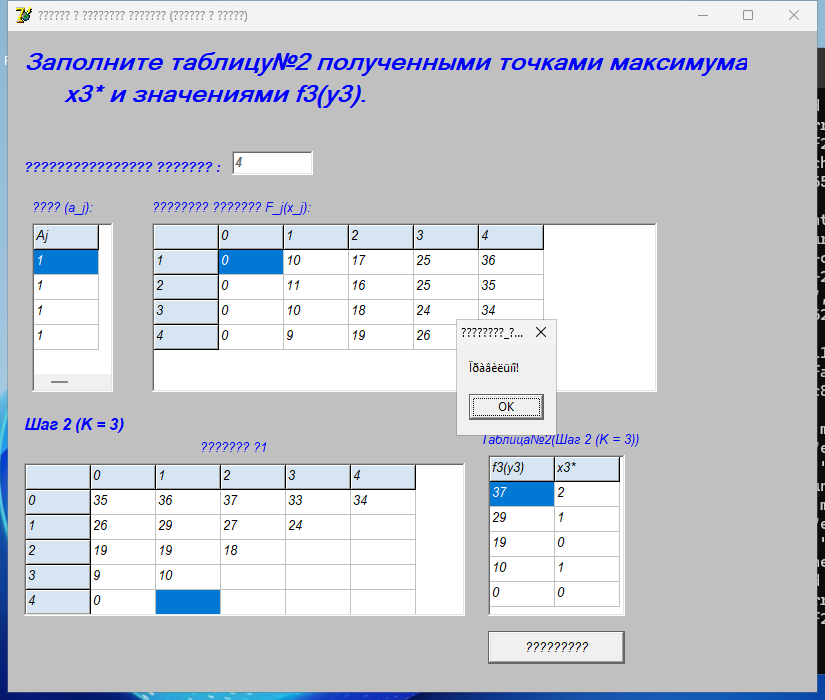 ?????? ? ???????? ??????? (?????? ? ?????)
Заполните таблицу№2 полученными точками максимума
x3* и значениями f3(y3).
???????????????? ??????? :
4
???? (a_j):
???????? ??????? F_j(x_j):
Aj
1
1
1
1
0 1 2 3 4
1 0 10 17 25 36
2 0 11 16 25 35
3 0 10 18 24 34
4 0 9 19 26
????????_?...
Ïðàâèëüíî!
OK
Шаг 2 (K = 3)
??????? ?1
Таблица№2(Шаг 2 (K = 3))
0 1 2 3 4
0 35 36 37 33 34
1 26 29 27 24
2 19 19 18
3 9 10
4 0
f3(y3) x3*
37 2
29 1
19 0
10 1
0 0
?????????